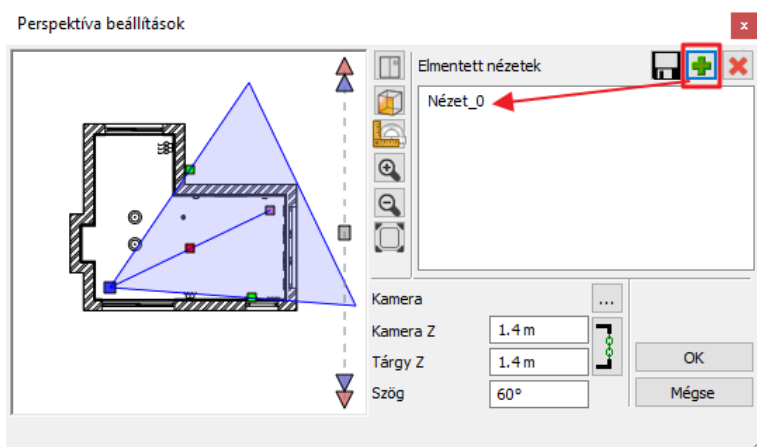 Perspektíva beállítások
x
Elmentett nézetek
Nézet_0
Kamera
...
Kamera Z
1.4 m
Tárgy Z
1.4 m
OK
Szög
60°
Mégse